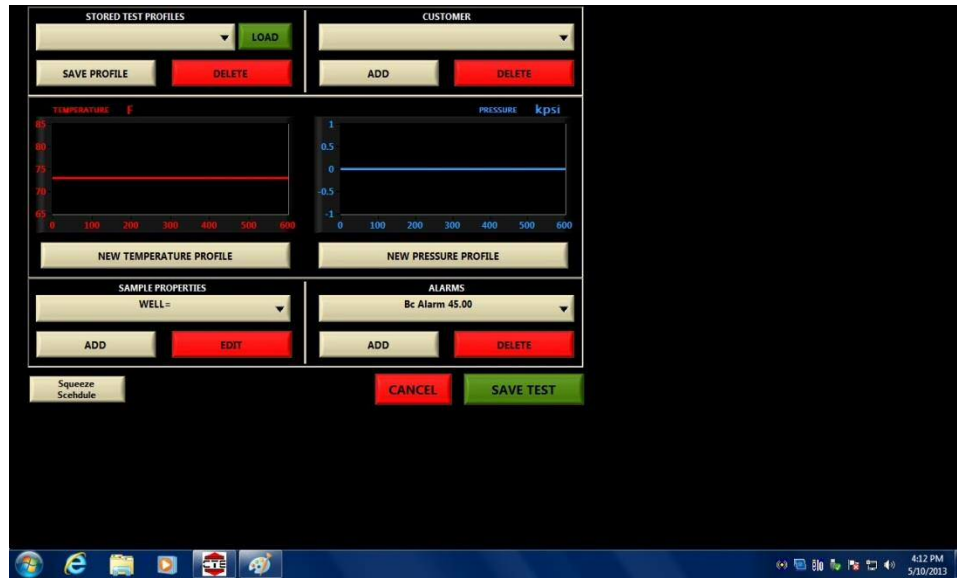 STORED TEST PROFILES
CUSTOMER
LOAD
SAVE PROFILE
DELETE
ADD
DELETE
TEMPERATURE F
PRESSURE kpsi
85
80
75
70
65
0 100 200 300 400 500 600
1
0.5
0
-0.5
-1
0 100 200 300 400 500 600
NEW TEMPERATURE PROFILE
NEW PRESSURE PROFILE
SAMPLE PROPERTIES
ALARMS
WELL=
Bc Alarm 45.00
ADD
EDIT
ADD
DELETE
Squeeze
Scehdule
CANCEL
SAVE TEST
CTE
4:12 PM
5/10/2013